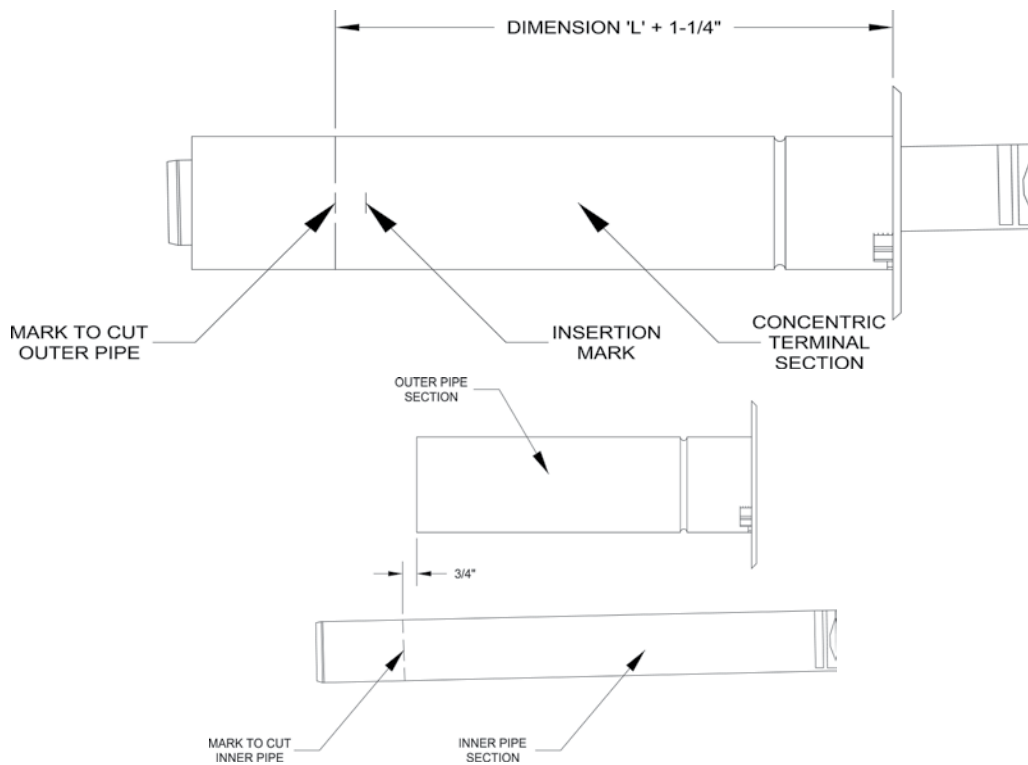 DIMENSION 'L' + 1-1/4"
MARK TO CUT
OUTER PIPE
INSERTION
MARK
CONCENTRIC
TERMINAL
SECTION
OUTER PIPE
SECTION
3/4"
MARK TO CUT
INNER PIPE
INNER PIPE
SECTION